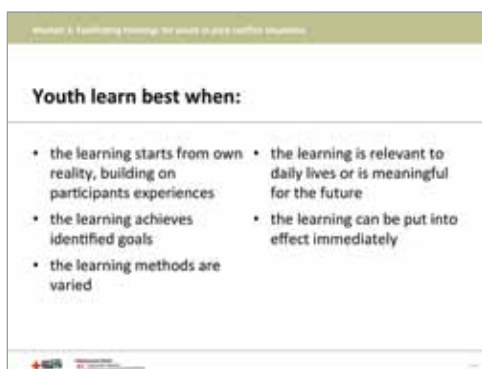 Youth learn best when:
• the learning starts from own
reality, building on
participants experiences
• the learning achieves
identified goals
• the learning methods are
varied
• the learning is relevant to
daily lives or is meaningful
for the future
• the learning can be put into
effect immediately